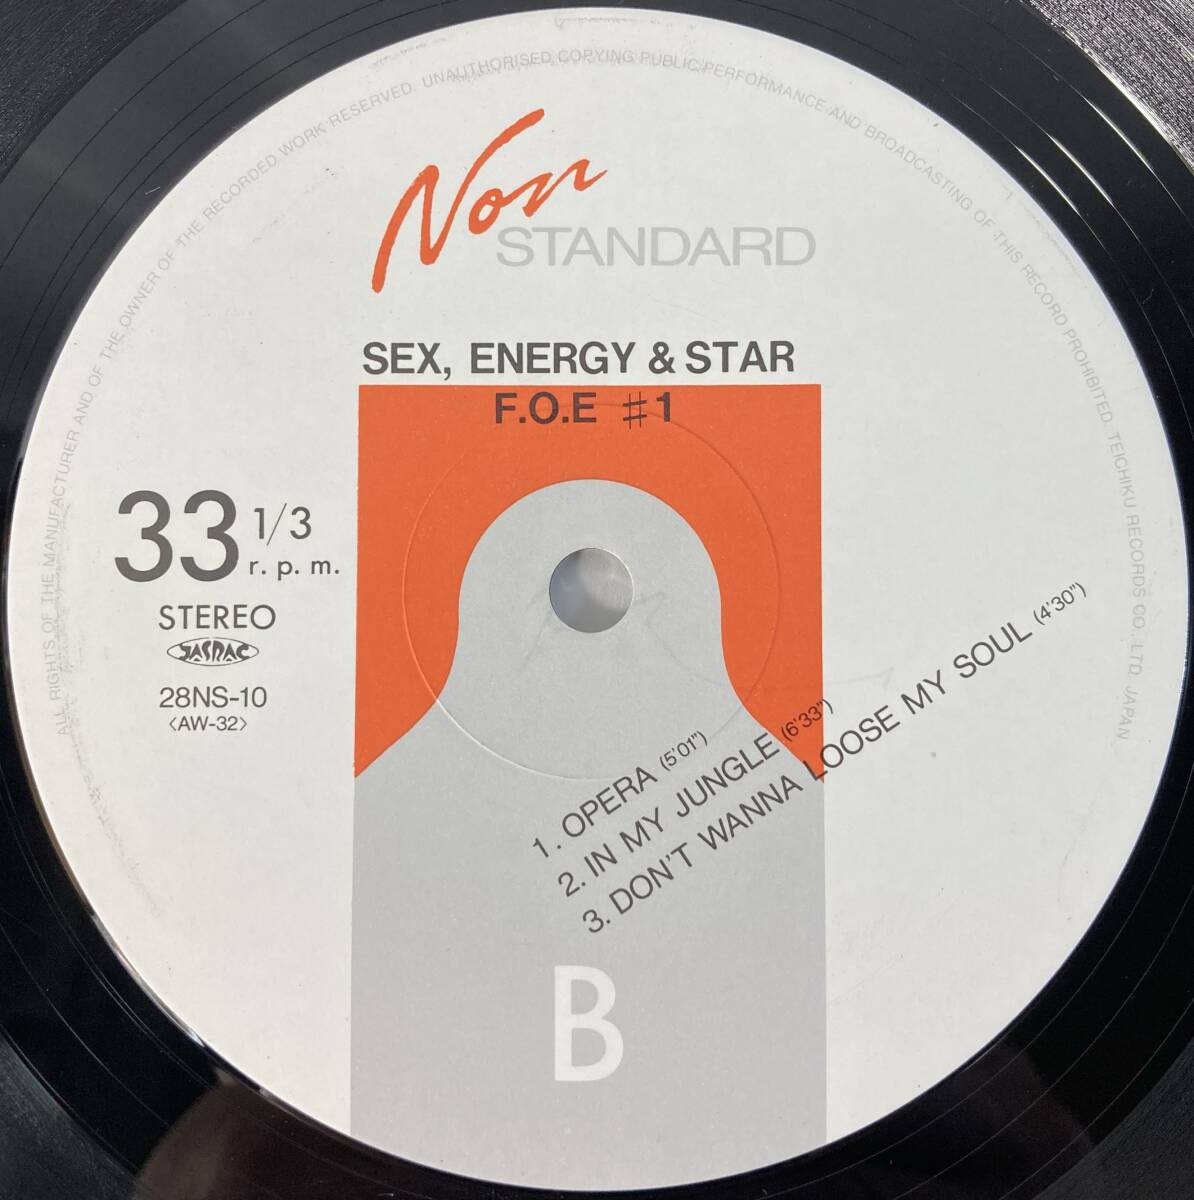 ALL RIGHTS OF THE MANUFACTURER AND OF THE OWNER OF THE RECORDED WORK RESERVED. UNAUTHORISED COPYING PUBLIC PERFORMANCE AND BROADCASTING OF THIS RECORD PROHIBITED. TEICHIKU RECORDS CO., LTD. JAPAN
Non
STANDARD
SEX, ENERGY & STAR
F.O.E ♯1
33 1/3
r. p. m.
STEREO
JASRAC
28NS-10
〈AW-32〉
1. OPERA (5'01")
2. IN MY JUNGLE (6'33")
3. DON'T WANNA LOOSE MY SOUL (4'30")
B